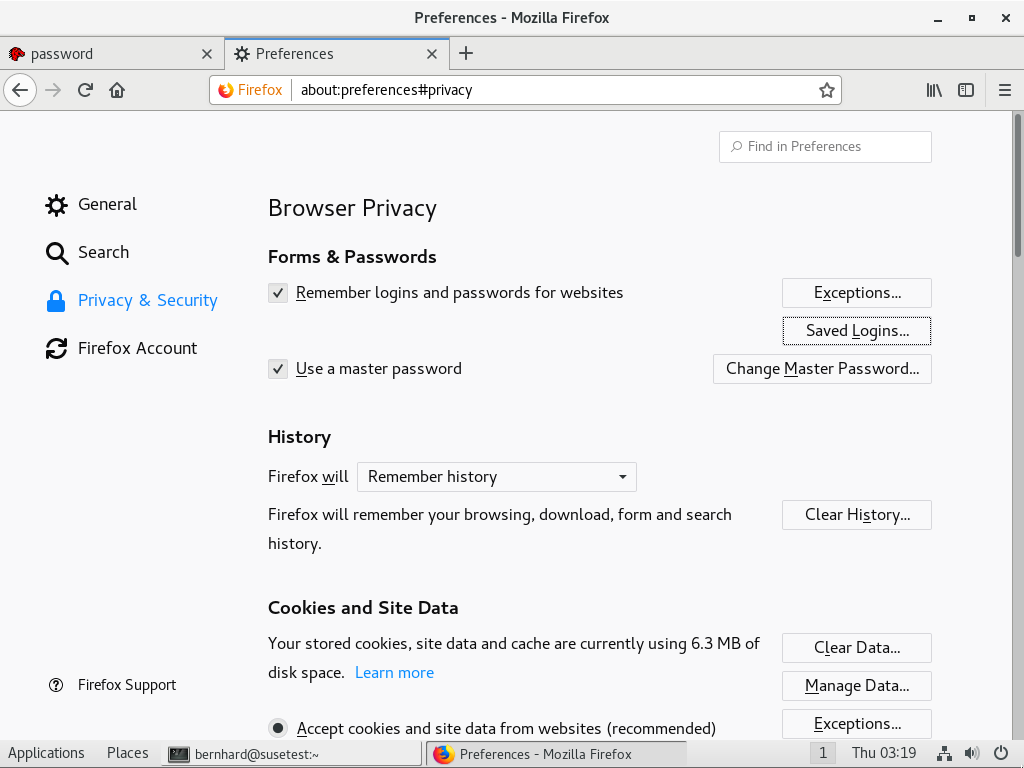 Preferences - Mozilla Firefox
password
Preferences
Firefox about:preferences#privacy
Find in Preferences
General
Search
Privacy & Security
Firefox Account
Firefox Support
Browser Privacy
Forms & Passwords
Remember logins and passwords for websites
Exceptions...
Saved Logins...
Use a master password
Change Master Password...
History
Firefox will Remember history
Firefox will remember your browsing, download, form and search
history.
Clear History...
Cookies and Site Data
Your stored cookies, site data and cache are currently using 6.3 MB of
disk space. Learn more
Clear Data...
Manage Data...
Accept cookies and site data from websites (recommended)
Exceptions...
Applications Places bernhard@susetest:~ Preferences - Mozilla Firefox 1 Thu 03:19